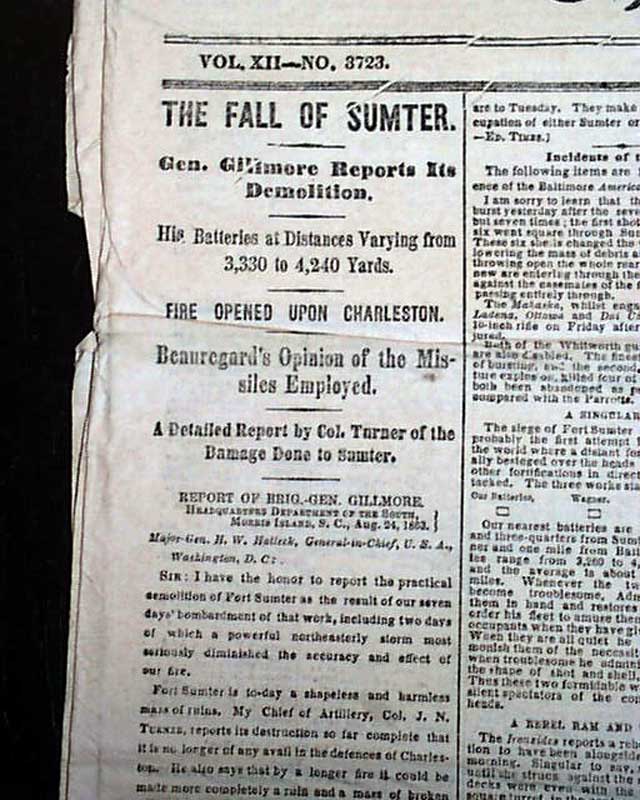 VOL. XII—NO. 3723.
THE FALL OF SUMTER.
Gen. Gillmore Reports Its
Demolition.
His Batteries at Distances Varying from
3,330 to 4,240 Yards.
FIRE OPENED UPON CHARLESTON.
Beauregard's Opinion of the Mis-
siles Employed.
A Detailed Report by Col. Turner of the
Damage Done to Sumter.
REPORT OF BRIG.-GEN. GILLMORE.
HEADQUARTERS DEPARTMENT OF THE SOUTH,
MORRIS ISLAND, S. C., Aug. 24, 1863.
Major-Gen. H. W. Halleck, General-in-Chief, U. S. A.,
Washington, D. C.:
SIR: I have the honor to report the practical
demolition of Fort Sumter as the result of our seven
days' bombardment of that work, including two days
of which a powerful northeasterly storm most
seriously diminished the accuracy and effect of
our fire.
Fort Sumter is to-day a shapeless and harmless
mass of ruins. My Chief of Artillery, Col. J. N.
TURNER, reports its destruction so far complete that
it is no longer of any avail in the defences of Charles-
ton. He also says that by a longer fire it could be
made more completely a ruin and a mass of broken
are to Tuesday. They make
cupation of either Sumter or
—ED. TIMES.]
Incidents of t
The following items are
ence of the Baltimore Americ
I am sorry to learn that th
burst yesterday after the seve
but seven times; the first shot
six went square through Sum
These six she changed the
lowering the mass of debris a
throwing open the whole rear
new are entering through the
against the casemates of the f
passing entirely through.
The Mahaska, whilst enga
Ottawa and Dai
10-inch rifle on Friday after
jured.
Both of the Whitworth gu
are also disabled. The finest
of bursting, and the second,
ture explosion, killed four of
both been abandoned as
compared with the Parrotts.
A SINGULAR
The siege of Fort Sumter
probably the first attempt
the world where a distant for
ally besieged over the heads
other fortifications in direct
tacked. The three works sta
Our Batteries, Wagner.
Our nearest batteries are
and three-quarters from Sumt
ner and one mile from Bat
les range from 3,260 to 4,
and the average is about
miles. Whenever the tw
become troublesome, Adm
them in hand and restores
order his fleet to amuse them
occupants when they have gi
When they are all quiet he
monish them of the necessit
when troublesome he admi
the shape of shot and shell,
Thus these two formidable w
silent spectators of the con
heads.
A REBEL RAM AND
The Ironsides reports a reb
tion to have been alongside
morning. Singular to say,
until she struck against the
decks were even with the